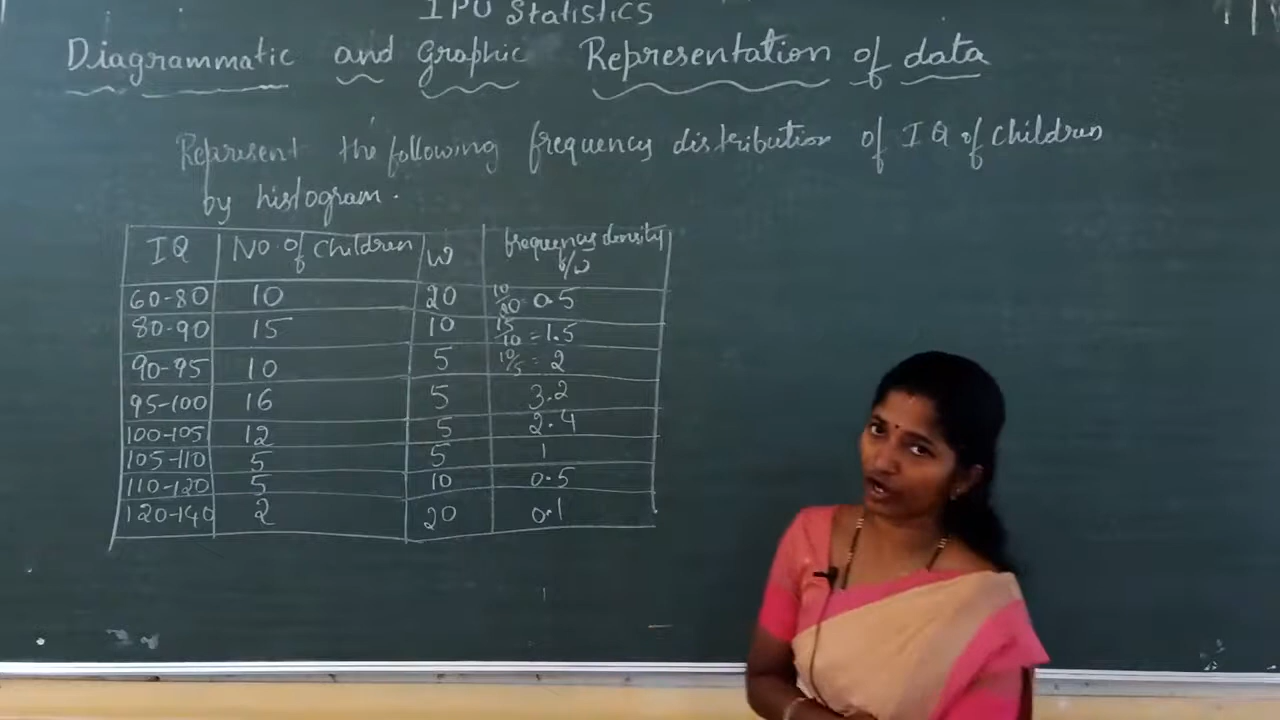 I PU Statistics
Diagrammatic and Graphic Representation of data
Represent the following frequency distribution of IQ of children
by histogram.
IQ No. of Children w frequency density f/w
60-80 10 20 10/20 = 0.5
80-90 15 10 15/10 = 1.5
90-95 10 5 10/5 = 2
95-100 16 5 3.2
100-105 12 5 2.4
105-110 5 5 1
110-120 5 10 0.5
120-140 2 20 0.1